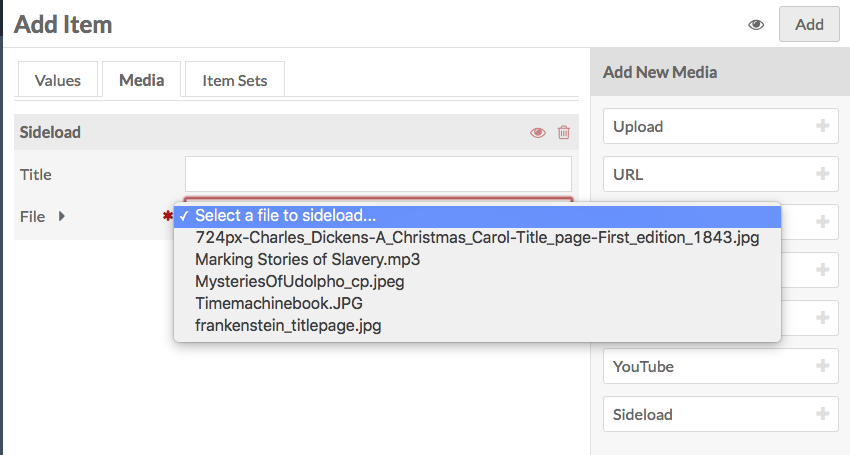 Add Item
Add
Values
Media
Item Sets
Sideload
Title
File
✓ Select a file to sideload...
724px-Charles_Dickens-A_Christmas_Carol-Title_page-First_edition_1843.jpg
Marking Stories of Slavery.mp3
MysteriesOfUdolpho_cp.jpeg
Timemachinebook.JPG
frankenstein_titlepage.jpg
Add New Media
Upload
URL
YouTube
Sideload